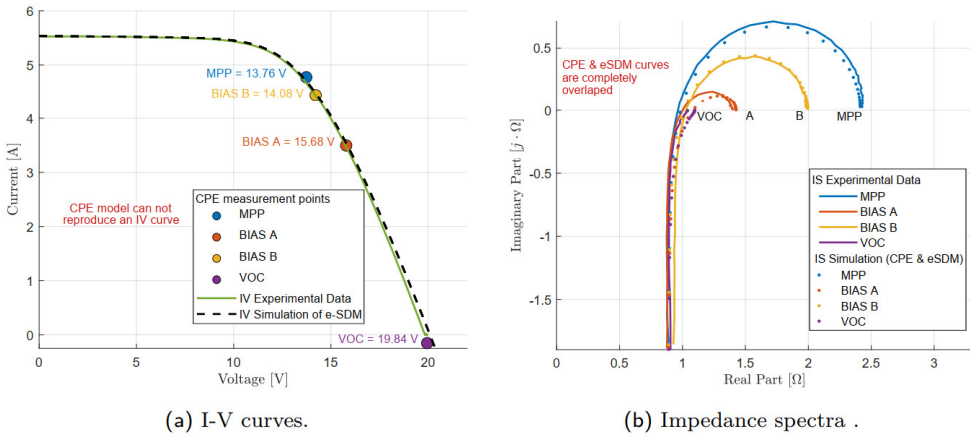 6
5
4
3
2
1
0
0
5
10
15
20
Current [A]
Voltage [V]
MPP = 13.76 V
BIAS B = 14.08 V
BIAS A = 15.68 V
CPE model can not
reproduce an IV curve
CPE measurement points
MPP
BIAS A
BIAS B
VOC
IV Experimental Data
IV Simulation of e-SDM
VOC = 19.84 V
(a) I-V curves.
0.5
0
-0.5
-1
-1.5
0
0.5
1
1.5
2
2.5
3
Imaginary Part [j · Ω]
Real Part [Ω]
CPE & eSDM curves
are completely
overlaped
VOC
A
B
MPP
IS Experimental Data
MPP
BIAS A
BIAS B
VOC
IS Simulation (CPE & eSDM)
MPP
BIAS A
BIAS B
VOC
(b) Impedance spectra .